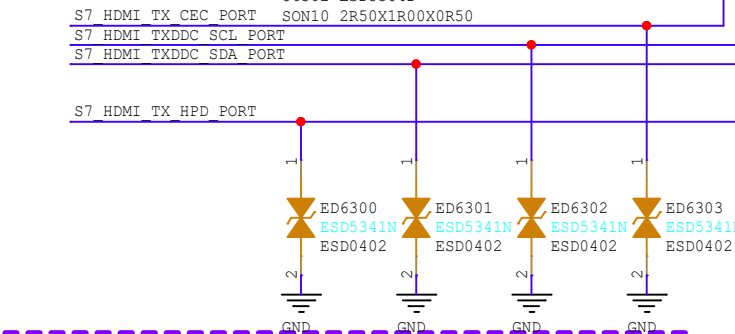 S7_HDMI_TX_CEC_PORT SON10 2R50X1R00X0R50
S7_HDMI_TXDDC_SCL_PORT
S7_HDMI_TXDDC_SDA_PORT
S7_HDMI_TX_HPD_PORT
1 1 1 1
ED6300 ED6301 ED6302 ED6303
ESD5341N ESD5341N ESD5341N ESD5341N
ESD0402 ESD0402 ESD0402 ESD0402
2 2 2 2
GND GND GND GND